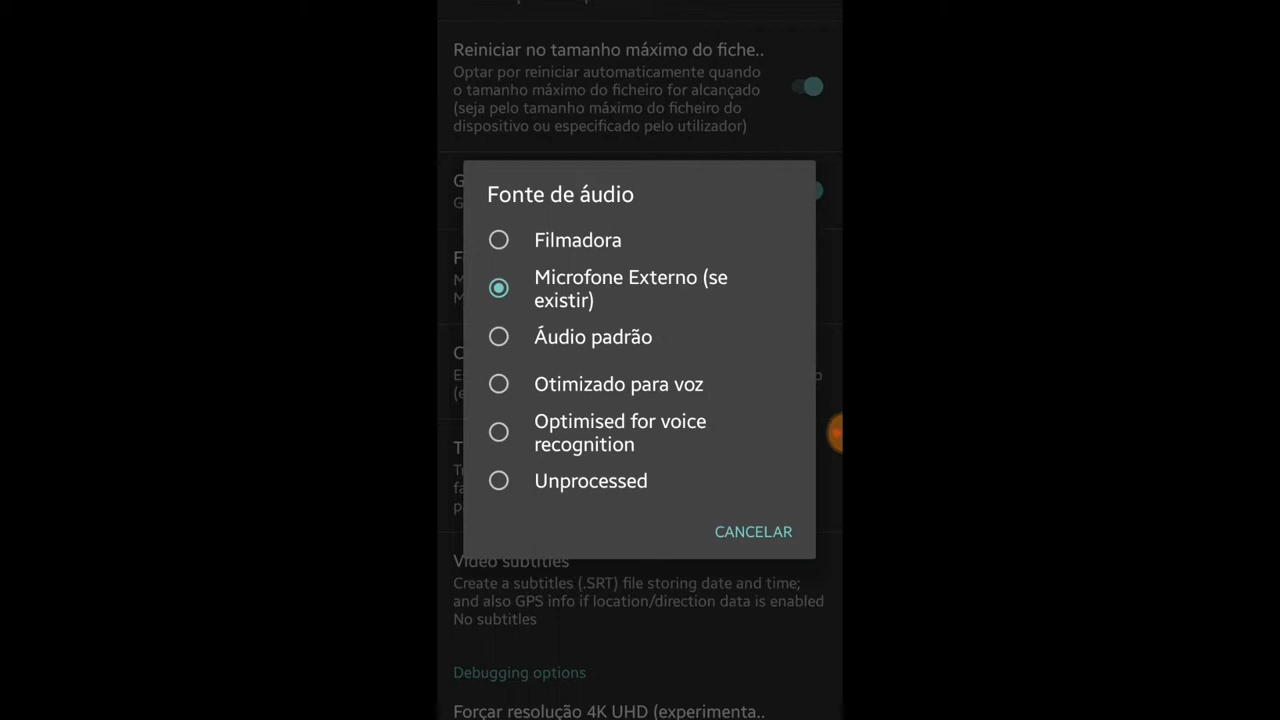 Reiniciar no tamanho máximo do fiche..
Optar por reiniciar automaticamente quando
o tamanho máximo do ficheiro for alcançado
(seja pelo tamanho máximo do ficheiro do
dispositivo ou especificado pelo utilizador)
Fonte de áudio
Filmadora
Microfone Externo (se
existir)
Áudio padrão
Otimizado para voz
Optimised for voice
recognition
Unprocessed
CANCELAR
Video subtitles
Create a subtitles (.SRT) file storing date and time;
and also GPS info if location/direction data is enabled
No subtitles
Debugging options
Forçar resolução 4K UHD (experimenta..